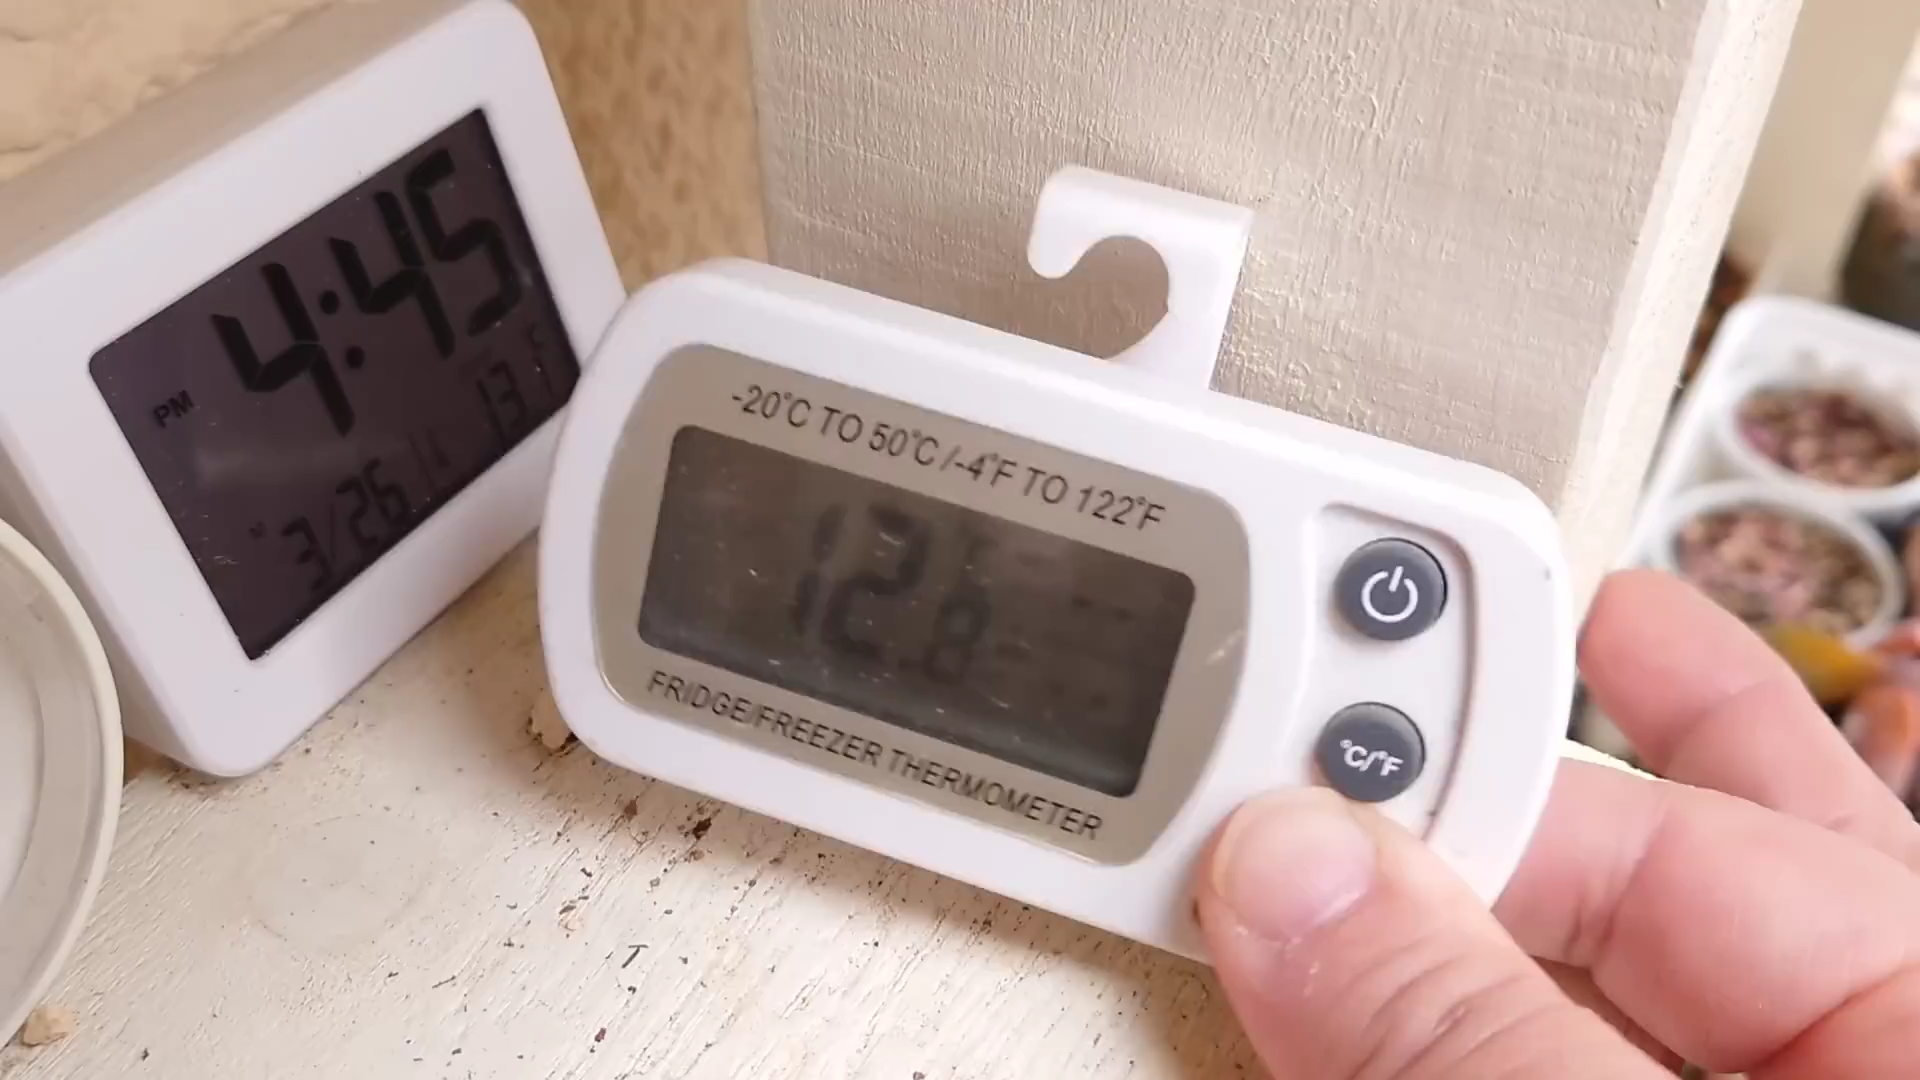 4:45
PM
13
3/26
-20°C TO 50°C/-4°F TO 122°F
12.8
FRIDGE/FREEZER THERMOMETER
°C/°F